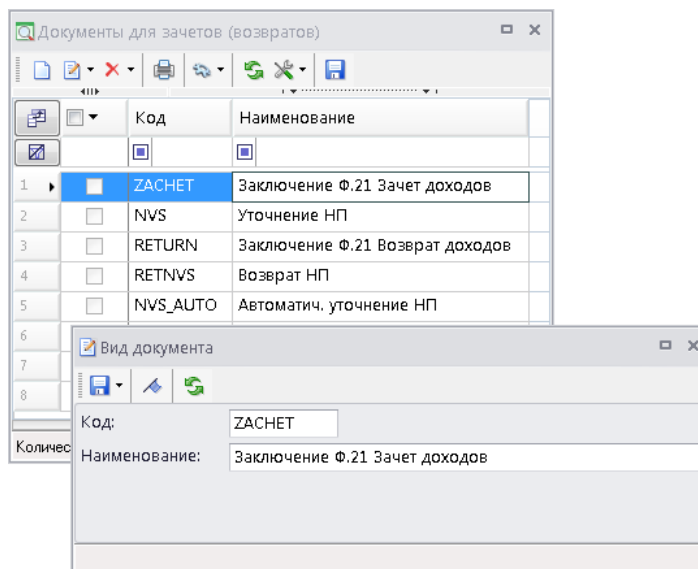 Документы для зачетов (возвратов)
Код Наименование
1 ZACHET Заключение Ф.21 Зачет доходов
2 NVS Уточнение НП
3 RETURN Заключение Ф.21 Возврат доходов
4 RETNVS Возврат НП
5 NVS_AUTO Автоматич. уточнение НП
6
7
8
Количес
Вид документа
Код: ZACHET
Наименование: Заключение Ф.21 Зачет доходов